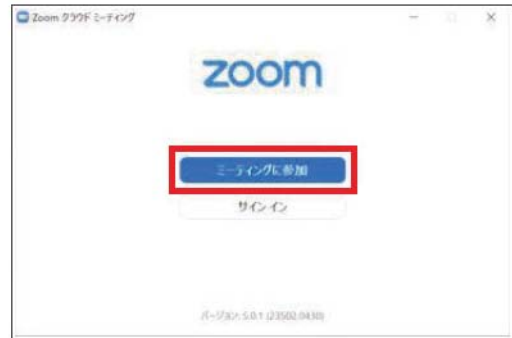 Zoom クラウド ミーティング
zoom
ミーティングに参加
サインイン
バージョン: 5.0.1 (23502.0430)